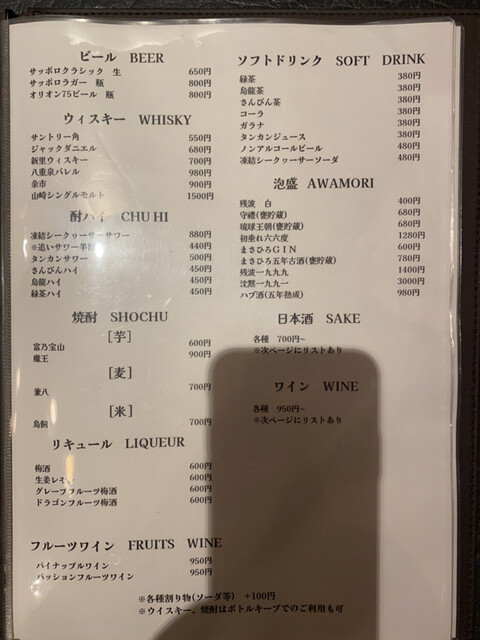 ビール BEER
サッポロクラシック 生 650円
サッポロラガー 瓶 800円
オリオン75ビール 瓶 800円
ウィスキー WHISKY
サントリー角 550円
ジャックダニエル 680円
新里ウィスキー 700円
八重泉バレル 980円
余市 900円
山崎シングルモルト 1500円
酎ハイ CHU HI
凍結シークヮーサーサワー 880円
※追いサワー半額 440円
タンカンサワー 500円
さんぴんハイ 450円
烏龍ハイ 450円
緑茶ハイ 450円
焼酎 SHOCHU
[芋]
富乃宝山 600円
魔王 900円
[麦]
兼八 700円
[米]
鳥飼 700円
リキュール LIQUEUR
梅酒 600円
生姜レモン 600円
グレープフルーツ梅酒 600円
ドラゴンフルーツ梅酒 600円
フルーツワイン FRUITS WINE
パイナップルワイン 950円
パッションフルーツワイン 950円
ソフトドリンク SOFT DRINK
緑茶 380円
烏龍茶 380円
さんぴん茶 380円
コーラ 380円
ガラナ 380円
タンカンジュース 480円
ノンアルコールビール 480円
凍結シークヮーサーソーダ 480円
泡盛 AWAMORI
残波 白 400円
守禮(甕貯蔵) 680円
琉球王朝(甕貯蔵) 680円
初垂れ六六度 1280円
まさひろGIN 600円
まさひろ五年古酒(甕貯蔵) 780円
残波一九九九 1400円
沈黙一九九一 3000円
ハブ酒(五年熟成) 980円
日本酒 SAKE
各種 700円~
※次ページにリストあり
ワイン WINE
各種 950円~
※次ページにリストあり
※各種割り物(ソーダ等) +100円
※ウイスキー、焼酎はボトルキープでのご利用も可